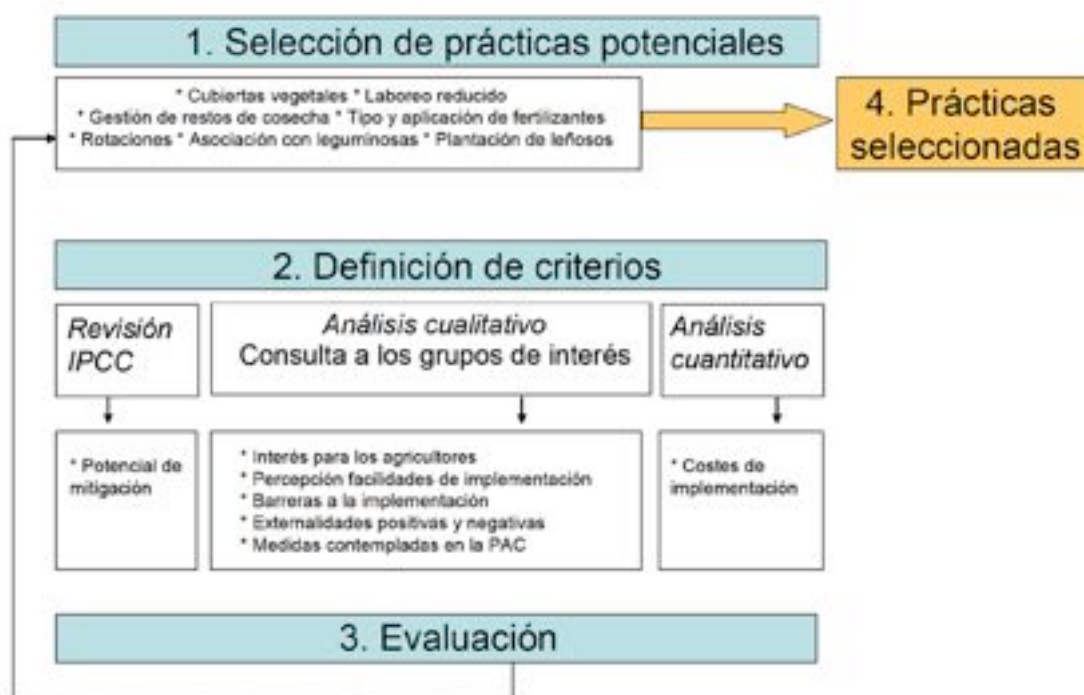 1. Selección de prácticas potenciales
* Cubiertas vegetales * Laboreo reducido
* Gestión de restos de cosecha * Tipo y aplicación de fertilizantes
* Rotaciones * Asociación con leguminosas * Plantación de leñosos
4. Prácticas
seleccionadas
2. Definición de criterios
Revisión
IPCC
Análisis cualitativo
Consulta a los grupos de interés
Análisis
cuantitativo
* Potencial de
mitigación
* Interés para los agricultores
* Percepción facilidades de implementación
* Barreras a la implementación
* Externalidades positivas y negativas
* Medidas contempladas en la PAC
* Costes de
implementación
3. Evaluación